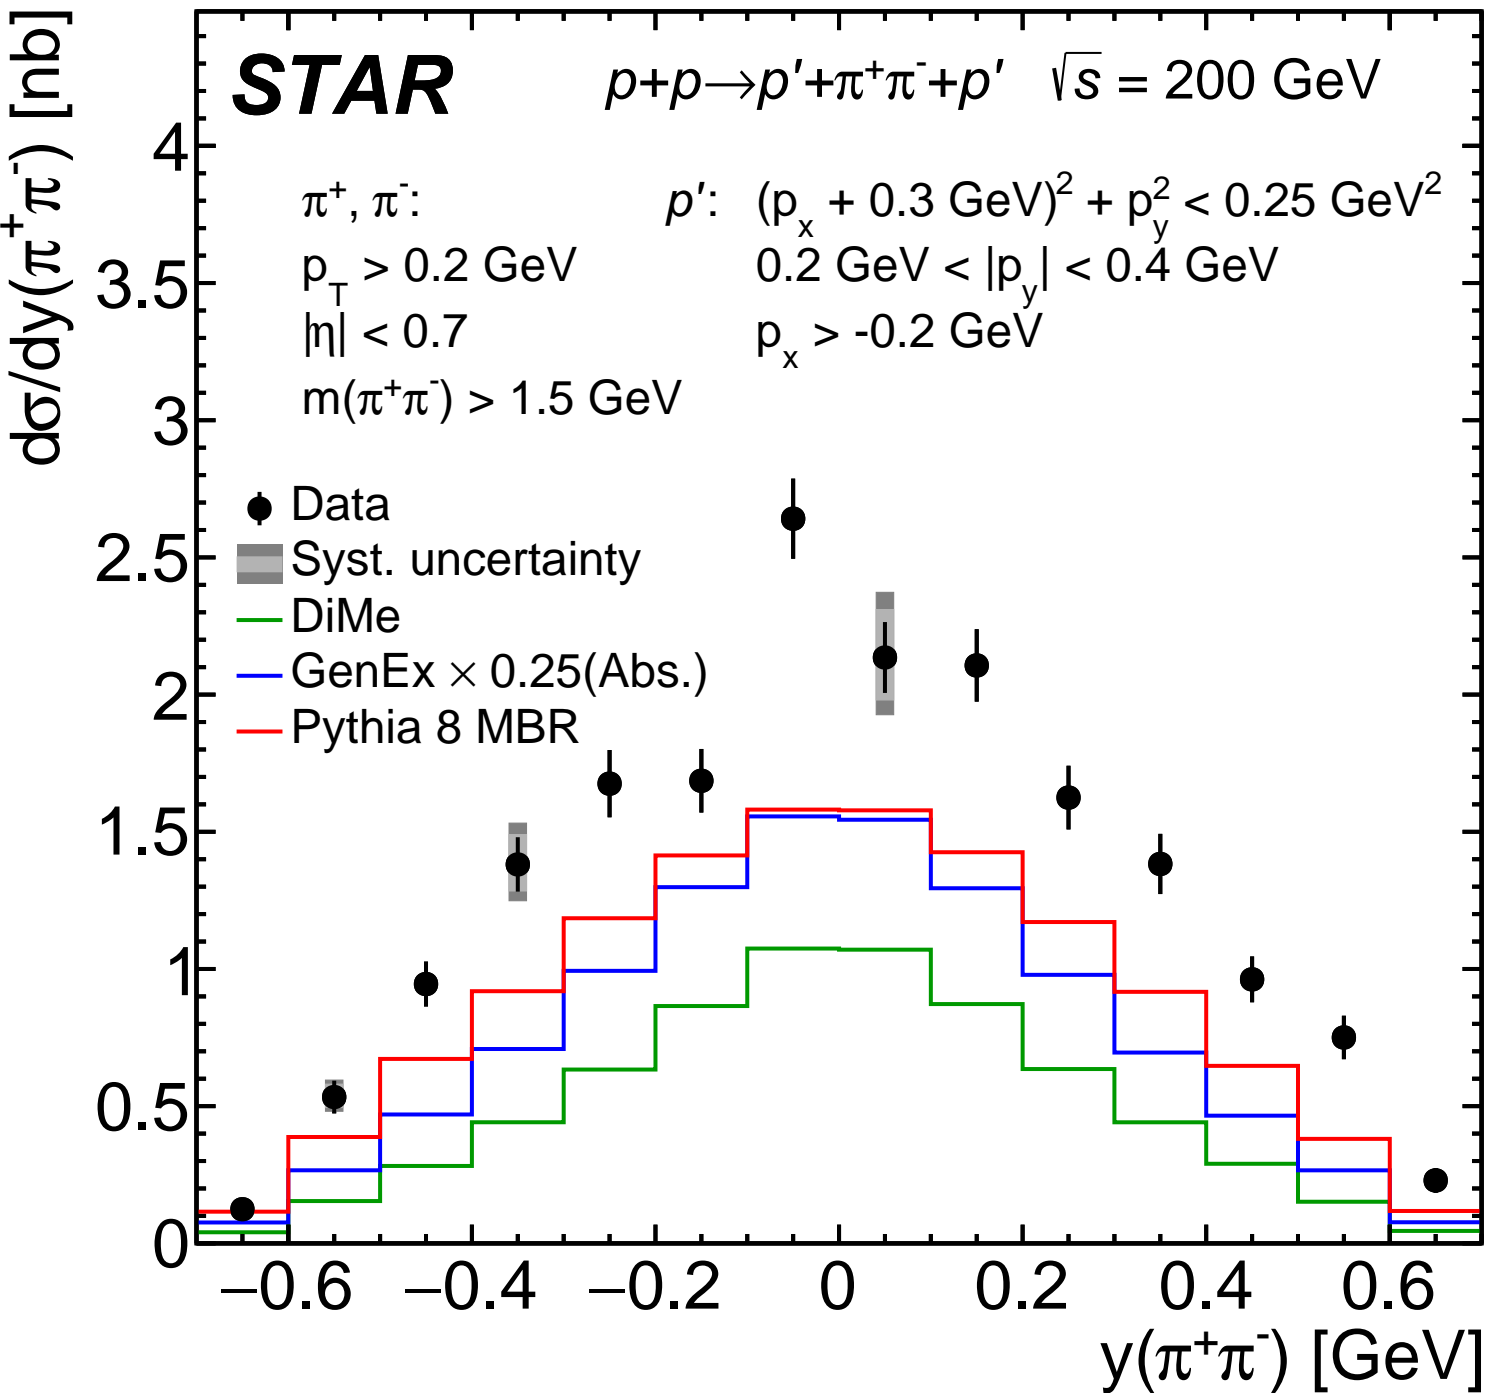 dσ/dy(π⁺π⁻) [nb]
STAR p+p→p′+π⁺π⁻+p′ √s = 200 GeV
π⁺, π⁻: p′: (pₓ + 0.3 GeV)² + p_y² < 0.25 GeV²
p_T > 0.2 GeV 0.2 GeV < |p_y| < 0.4 GeV
|η| < 0.7 pₓ > -0.2 GeV
m(π⁺π⁻) > 1.5 GeV
Data
Syst. uncertainty
DiMe
GenEx × 0.25(Abs.)
Pythia 8 MBR
4
3.5
3
2.5
2
1.5
1
0.5
0
−0.6 −0.4 −0.2 0 0.2 0.4 0.6
y(π⁺π⁻) [GeV]